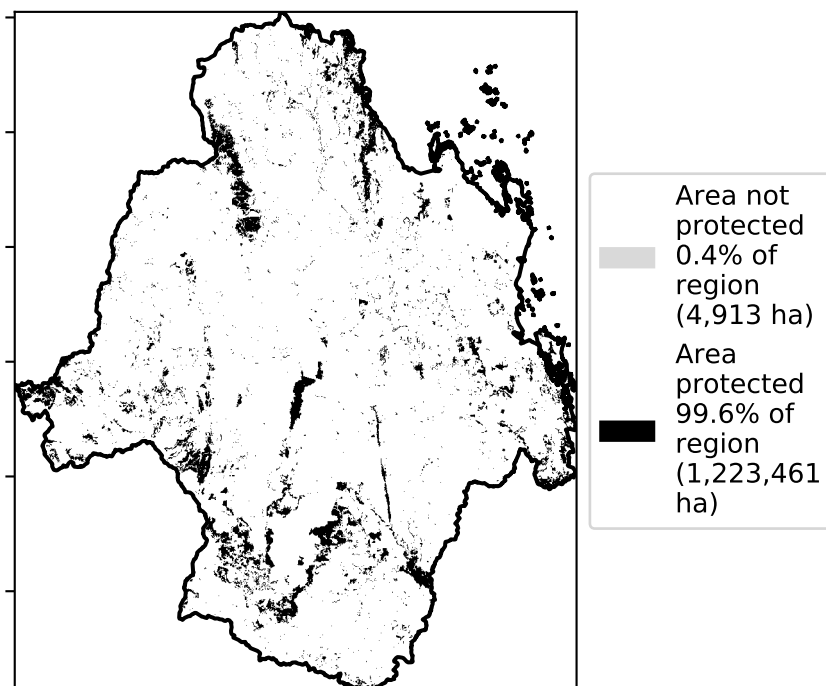 Area not
protected
0.4% of
region
(4,913 ha)
Area
protected
99.6% of
region
(1,223,461
ha)